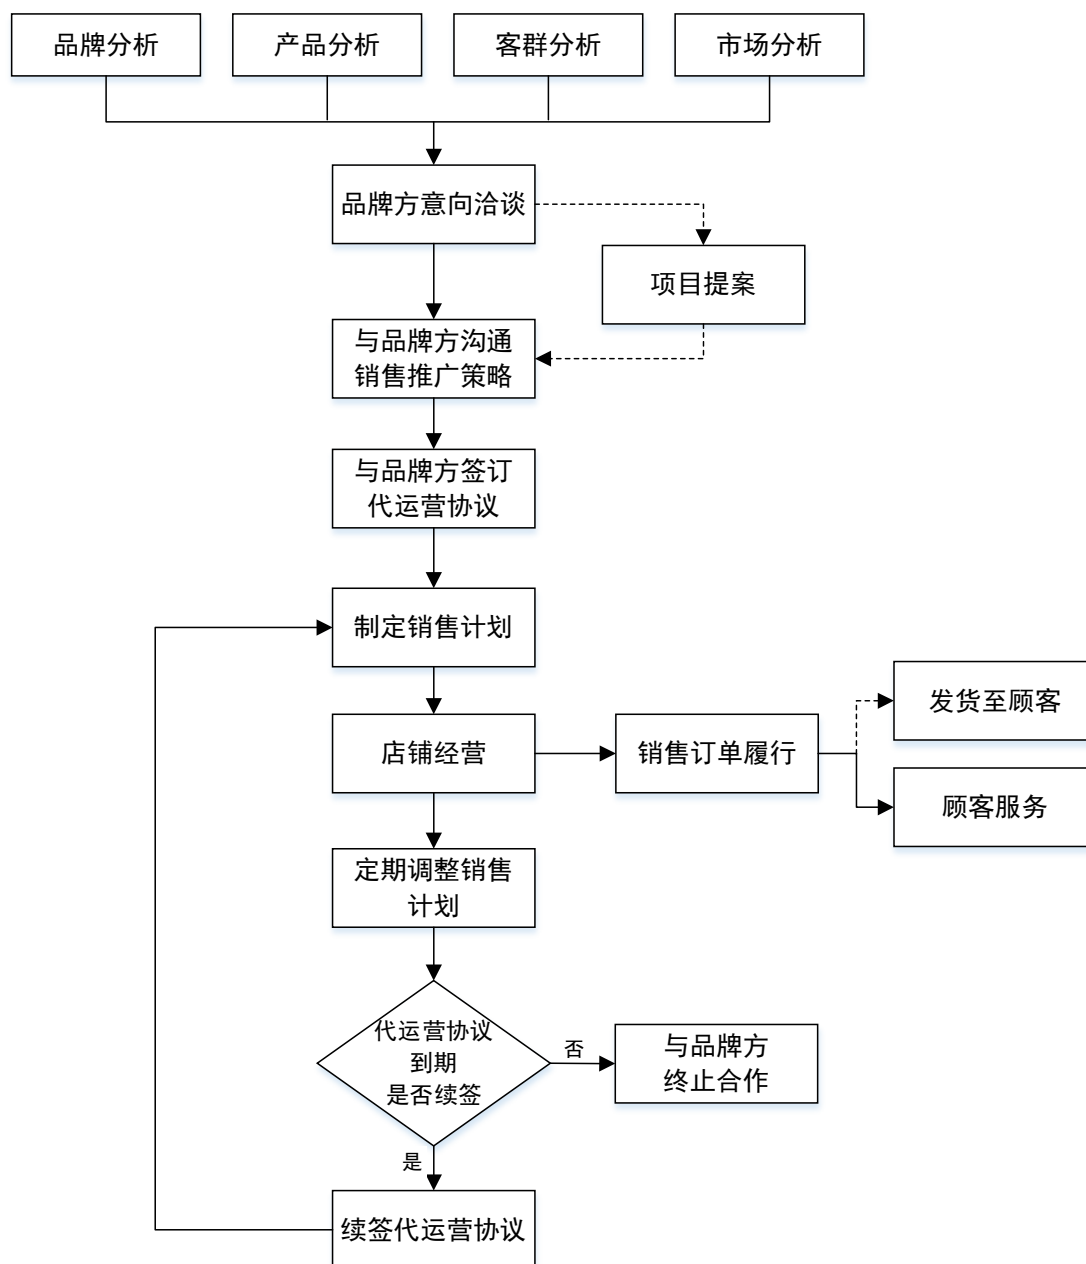 品牌分析
产品分析
客群分析
市场分析
品牌方意向洽谈
项目提案
与品牌方沟通
销售推广策略
与品牌方签订
代运营协议
制定销售计划
店铺经营
销售订单履行
发货至顾客
顾客服务
定期调整销售
计划
代运营协议
到期
是否续签
否
与品牌方
终止合作
是
续签代运营协议